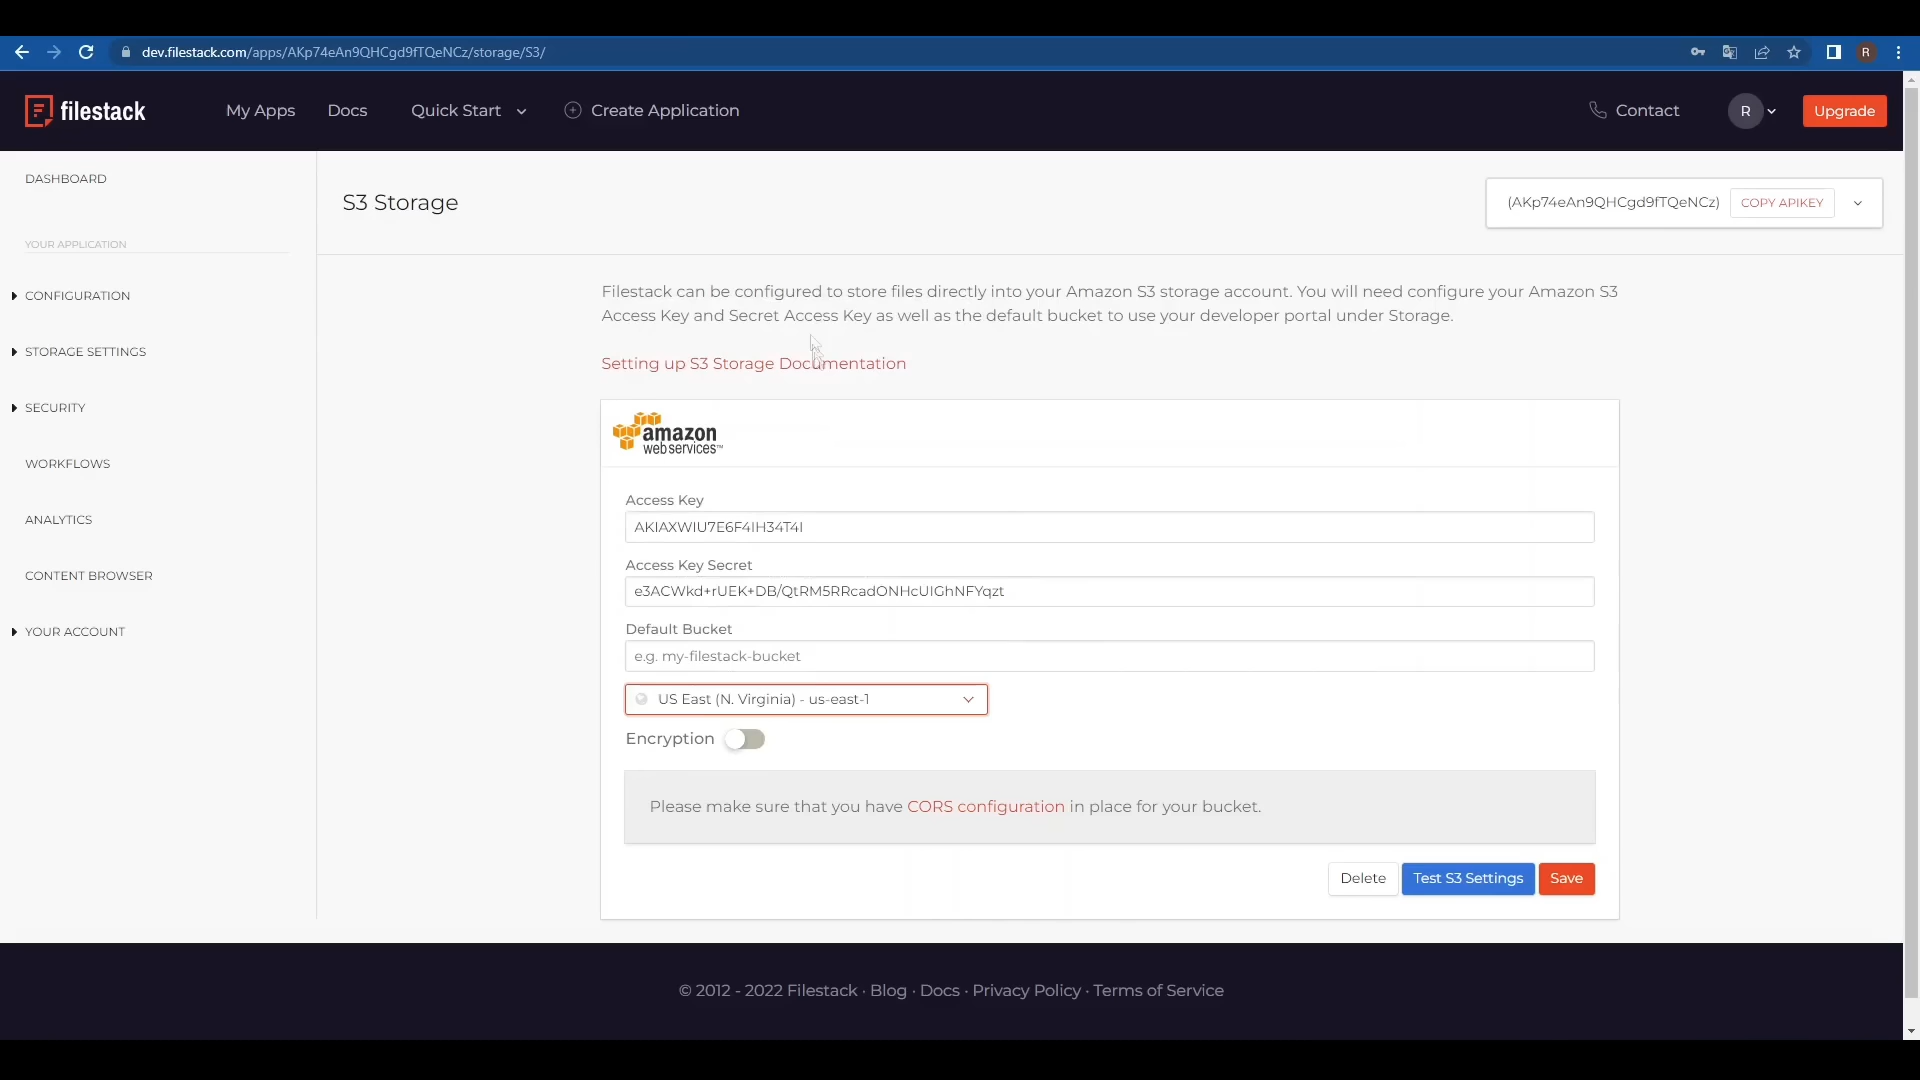 dev.filestack.com/apps/AKp74eAn9QHCgd9fTQeNCz/storage/S3/
R
filestack
My Apps
Docs
Quick Start
Create Application
Contact
R
Upgrade
DASHBOARD
YOUR APPLICATION
CONFIGURATION
STORAGE SETTINGS
SECURITY
WORKFLOWS
ANALYTICS
CONTENT BROWSER
YOUR ACCOUNT
S3 Storage
(AKp74eAn9QHCgd9fTQeNCz)
COPY APIKEY
Filestack can be configured to store files directly into your Amazon S3 storage account. You will need configure your Amazon S3
Access Key and Secret Access Key as well as the default bucket to use your developer portal under Storage.
Setting up S3 Storage Documentation
amazon
webservices™
Access Key
AKIAXWIU7E6F4IH34T4I
Access Key Secret
e3ACWkd+rUEK+DB/QtRM5RRcadONHcUIGhNFYqzt
Default Bucket
e.g. my-filestack-bucket
US East (N. Virginia) - us-east-1
Encryption
Please make sure that you have CORS configuration in place for your bucket.
Delete
Test S3 Settings
Save
© 2012 - 2022 Filestack · Blog · Docs · Privacy Policy · Terms of Service